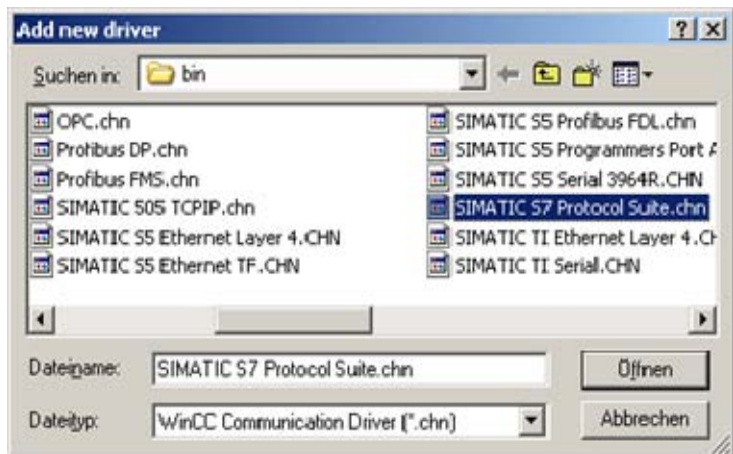 Add new driver
Suchen in: bin
OPC.chn
Profibus DP.chn
Profibus FMS.chn
SIMATIC 505 TCPIP.chn
SIMATIC S5 Ethernet Layer 4.CHN
SIMATIC S5 Ethernet TF.CHN
SIMATIC S5 Profibus FDL.chn
SIMATIC S5 Programmers Port A
SIMATIC S5 Serial 3964R.CHN
SIMATIC S7 Protocol Suite.chn
SIMATIC TI Ethernet Layer 4.CH
SIMATIC TI Serial.CHN
Dateiname: SIMATIC S7 Protocol Suite.chn Öffnen
Dateityp: WinCC Communication Driver (*.chn) Abbrechen